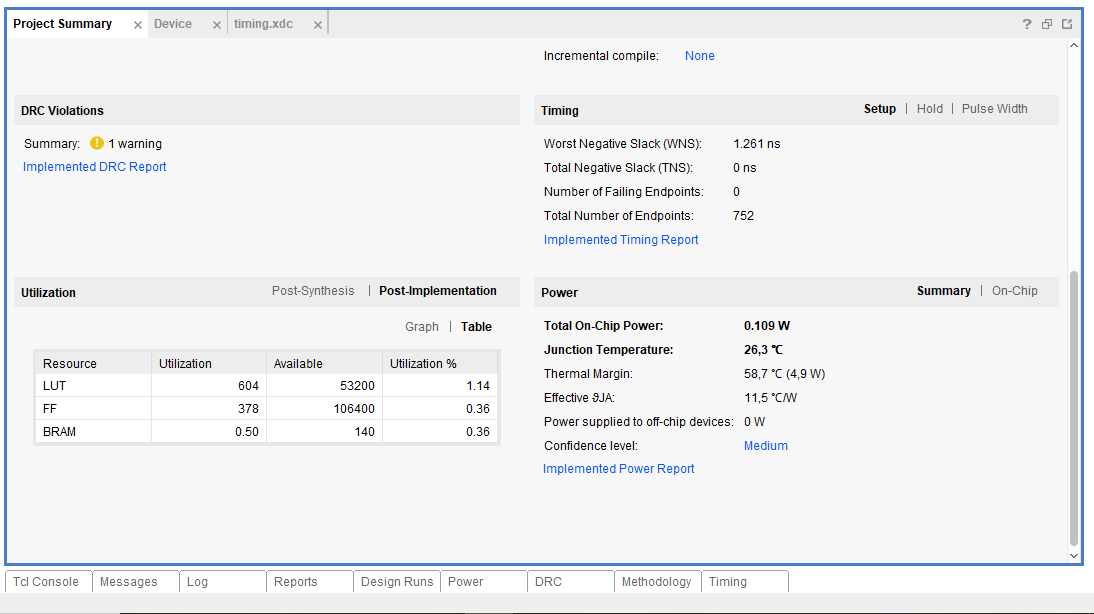 Project Summary × Device × timing.xdc × ?
Incremental compile: None
DRC Violations
Summary: ! 1 warning
Implemented DRC Report
Timing Setup | Hold | Pulse Width
Worst Negative Slack (WNS): 1.261 ns
Total Negative Slack (TNS): 0 ns
Number of Failing Endpoints: 0
Total Number of Endpoints: 752
Implemented Timing Report
Utilization Post-Synthesis | Post-Implementation
Graph | Table
Resource Utilization Available Utilization %
LUT 604 53200 1.14
FF 378 106400 0.36
BRAM 0.50 140 0.36
Power Summary | On-Chip
Total On-Chip Power: 0.109 W
Junction Temperature: 26,3 °C
Thermal Margin: 58,7 °C (4,9 W)
Effective ϑJA: 11,5 °C/W
Power supplied to off-chip devices: 0 W
Confidence level: Medium
Implemented Power Report
Tcl Console Messages Log Reports Design Runs Power DRC Methodology Timing